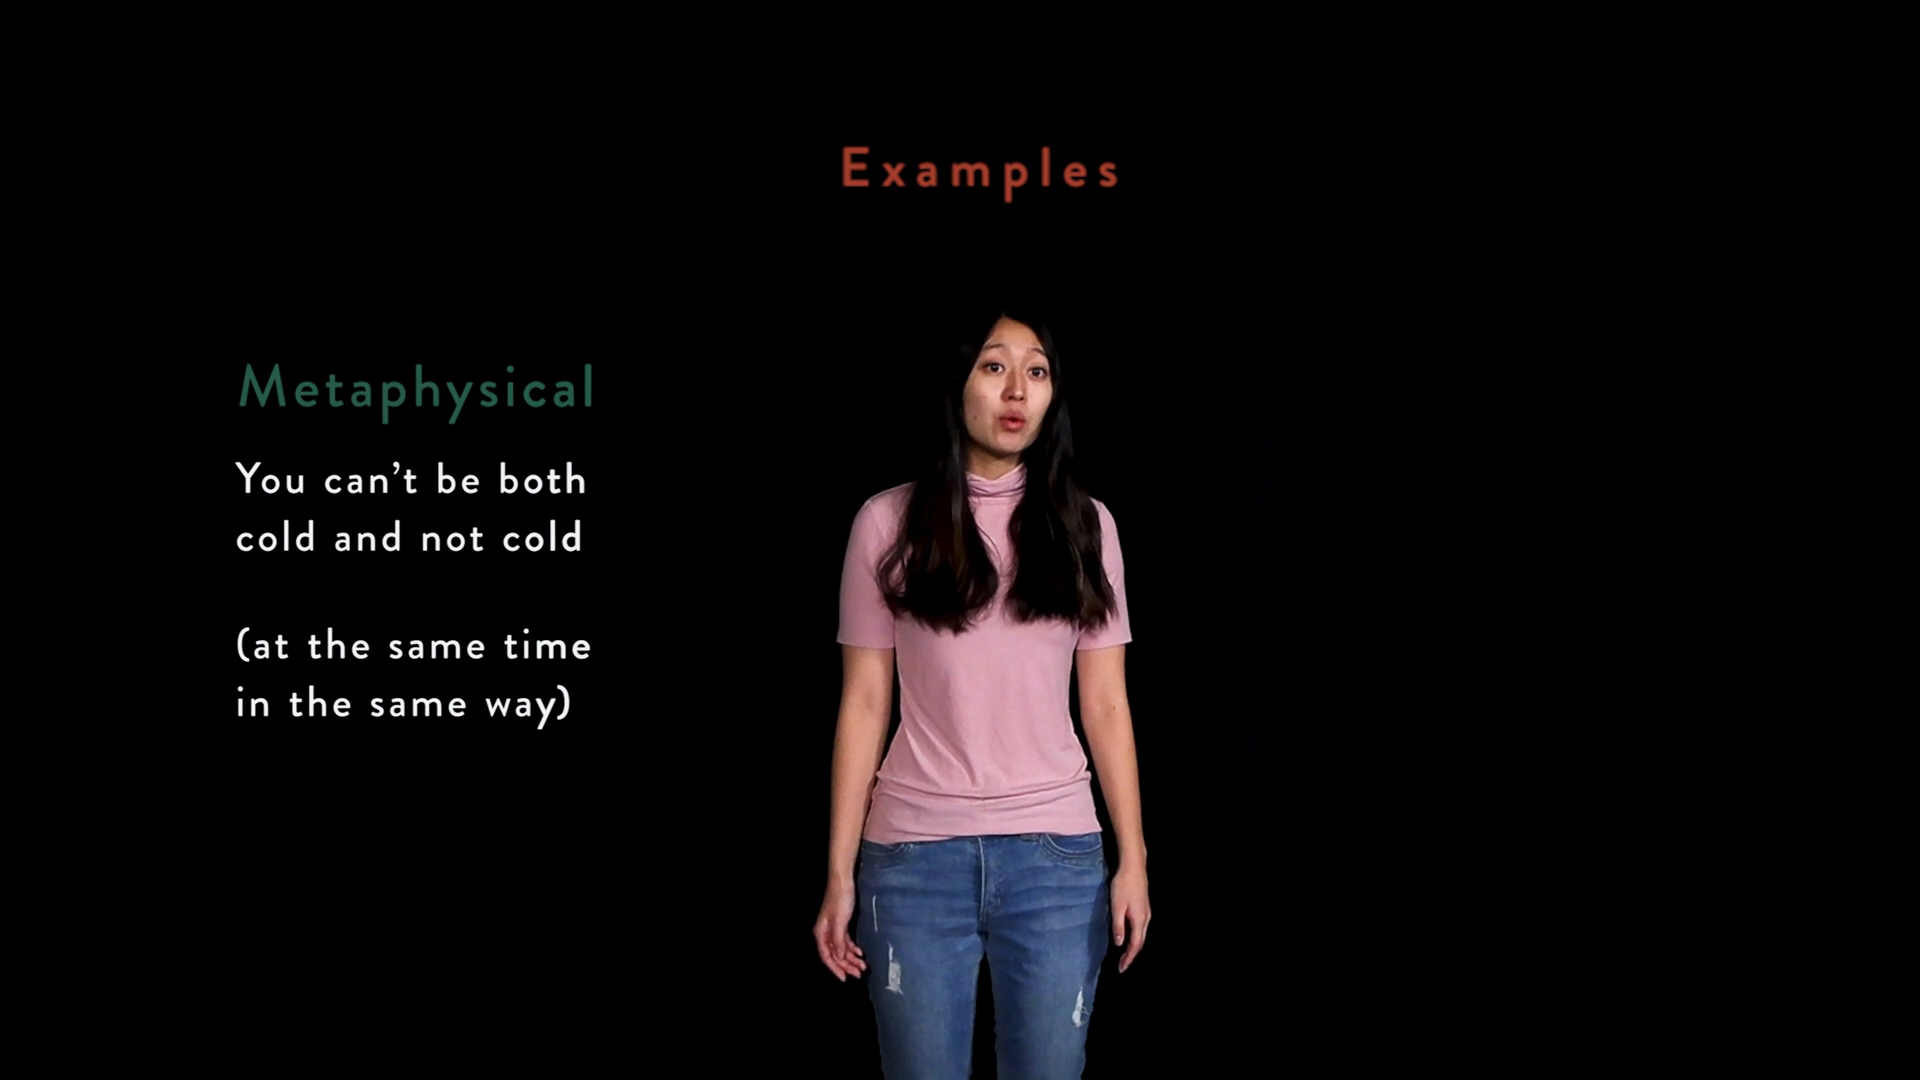 Examples
Metaphysical
You can’t be both
cold and not cold
(at the same time
in the same way)